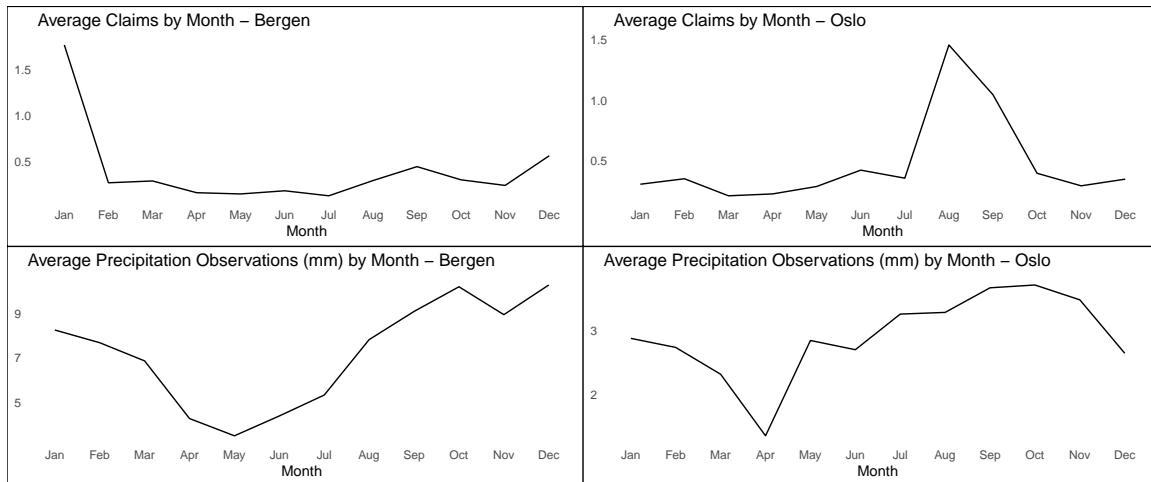 Average Claims by Month – Bergen
1.5
1.0
0.5
Jan Feb Mar Apr May Jun Jul Aug Sep Oct Nov Dec
Month
Average Claims by Month – Oslo
1.5
1.0
0.5
Jan Feb Mar Apr May Jun Jul Aug Sep Oct Nov Dec
Month
Average Precipitation Observations (mm) by Month – Bergen
9
7
5
Jan Feb Mar Apr May Jun Jul Aug Sep Oct Nov Dec
Month
Average Precipitation Observations (mm) by Month – Oslo
3
2
Jan Feb Mar Apr May Jun Jul Aug Sep Oct Nov Dec
Month